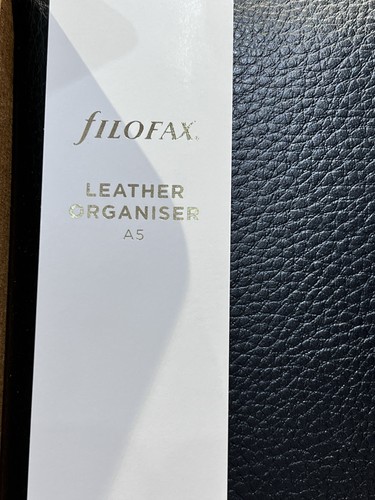 fILOFAX
LEATHER
ORGANISER
A5